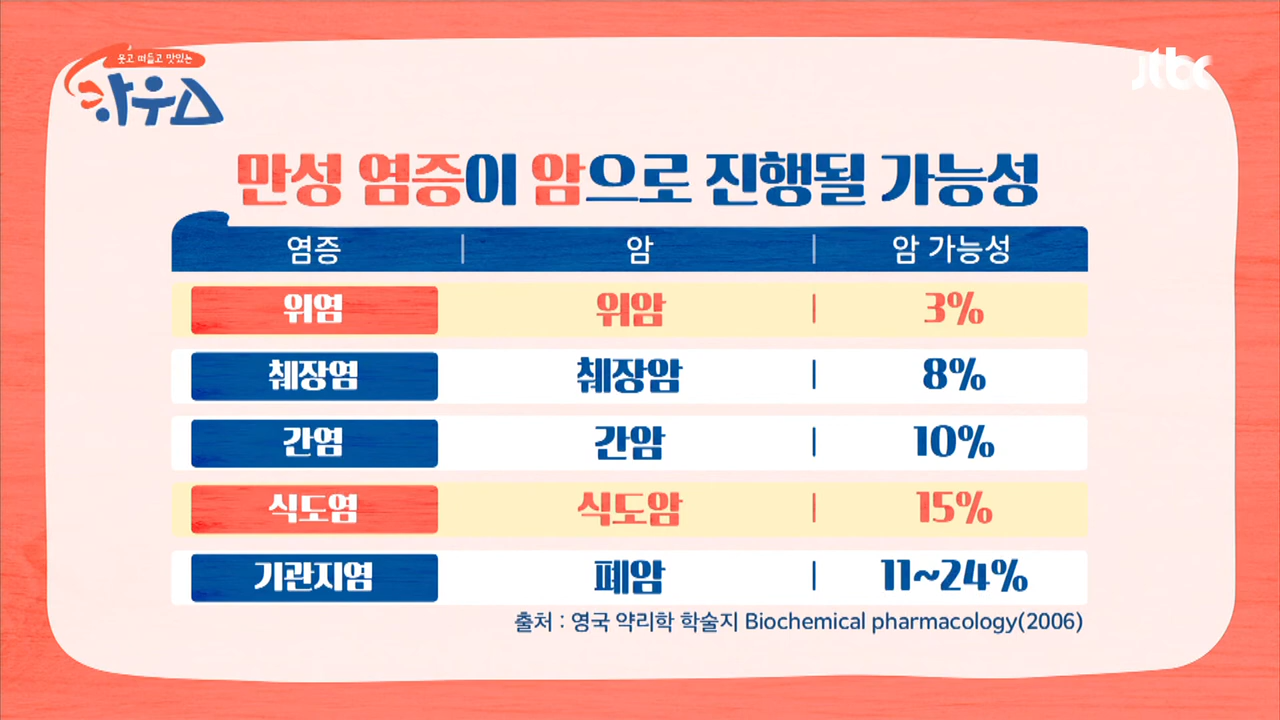 웃고 떠들고 맛있는
하우스
jtbc
만성 염증이 암으로 진행될 가능성
염증 암 암 가능성
위염 위암 3%
췌장염 췌장암 8%
간염 간암 10%
식도염 식도암 15%
기관지염 폐암 11~24%
출처 : 영국 약리학 학술지 Biochemical pharmacology(2006)